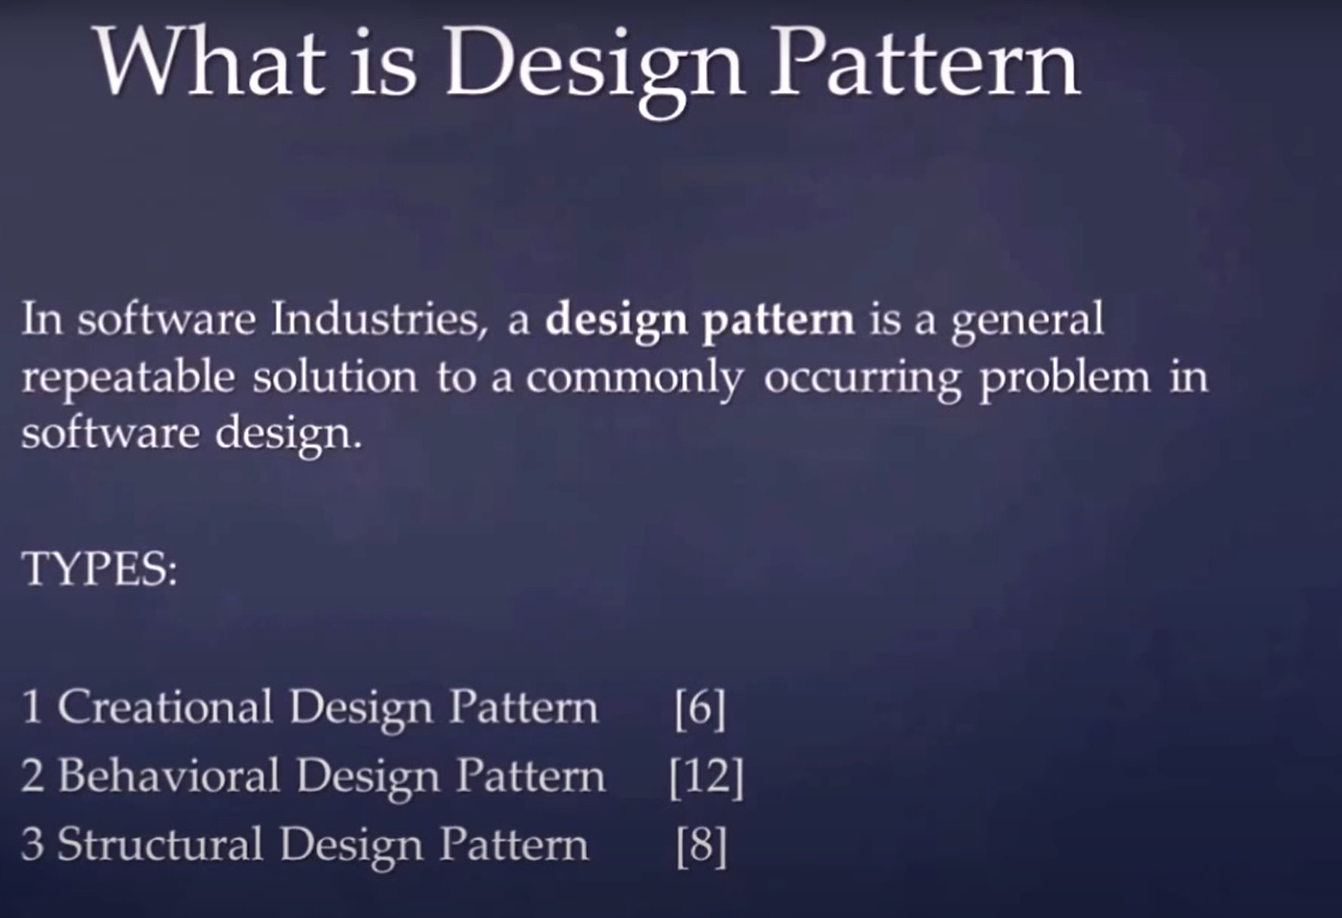 What is Design Pattern
In software Industries, a design pattern is a general
repeatable solution to a commonly occurring problem in
software design.
TYPES:
1 Creational Design Pattern [6]
2 Behavioral Design Pattern [12]
3 Structural Design Pattern [8]